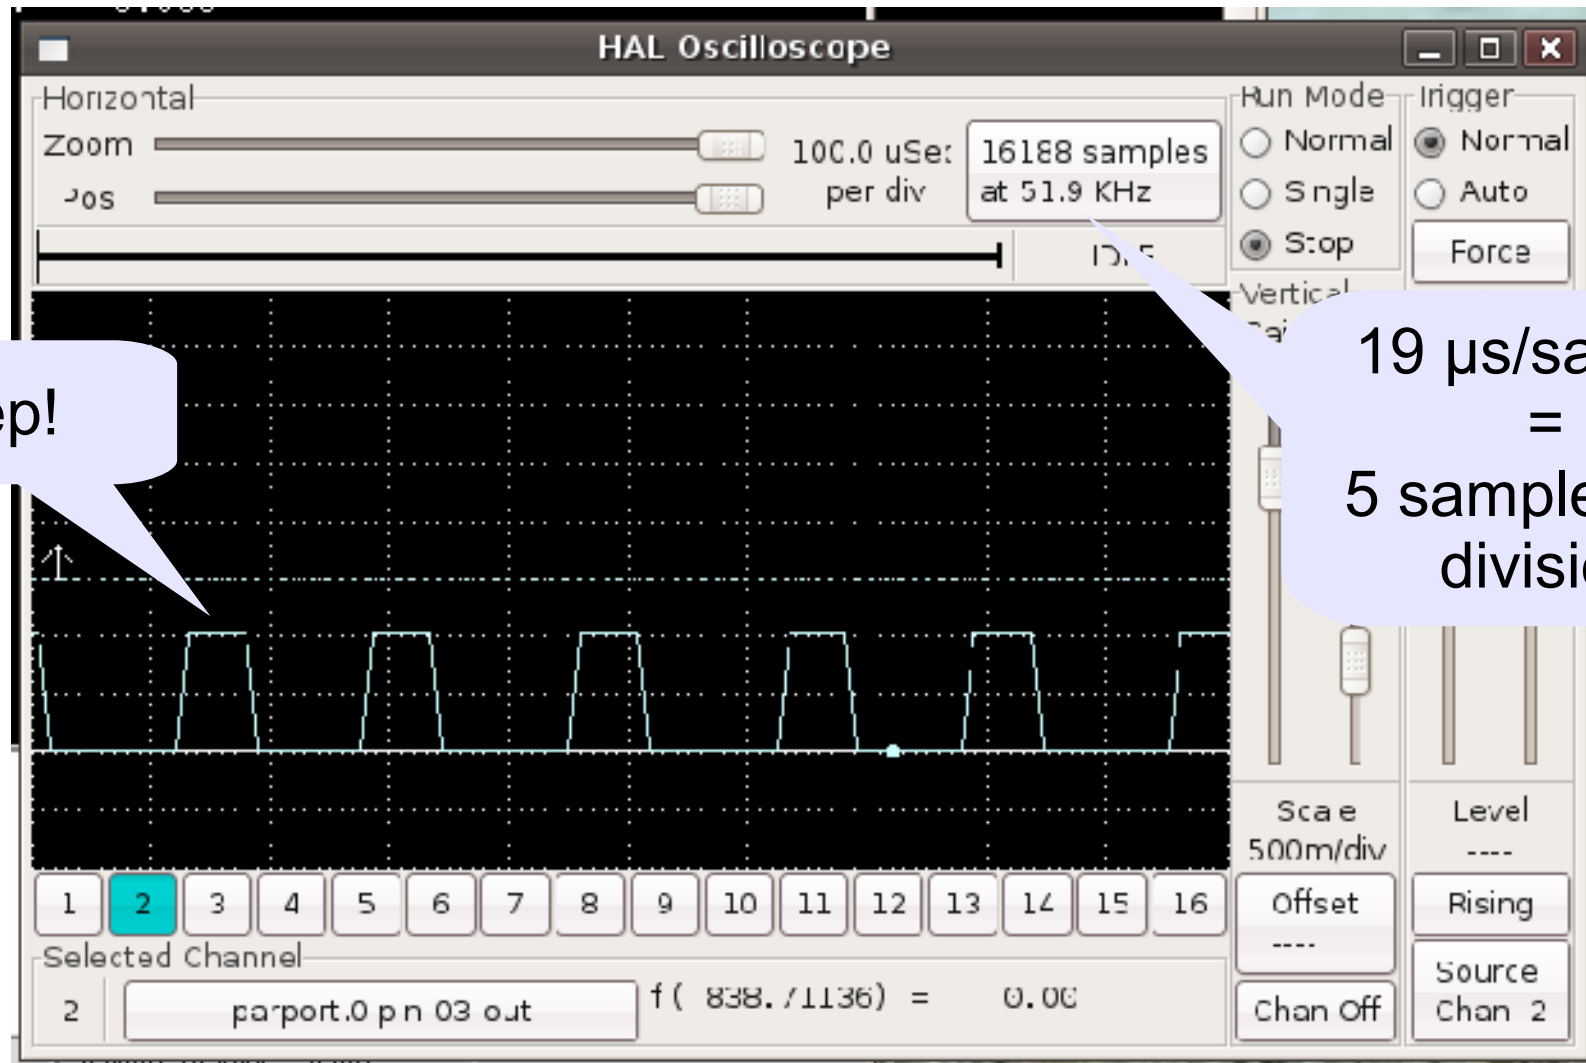 HAL Oscilloscope
Horizontal
Zoom
Pos
100.0 uSec
per div
16188 samples
at 51.9 KHz
IDLE
Run Mode
Normal
Single
Stop
Trigger
Normal
Auto
Force
Vertical
ep!
19 µs/sa
=
5 sample
divisi
Scale
500m/div
Offset
----
Chan Off
Level
----
Rising
Source
Chan 2
1 2 3 4 5 6 7 8 9 10 11 12 13 14 15 16
Selected Channel
2
parport.0 pin 03 out
f( 838.71136) = 0.00